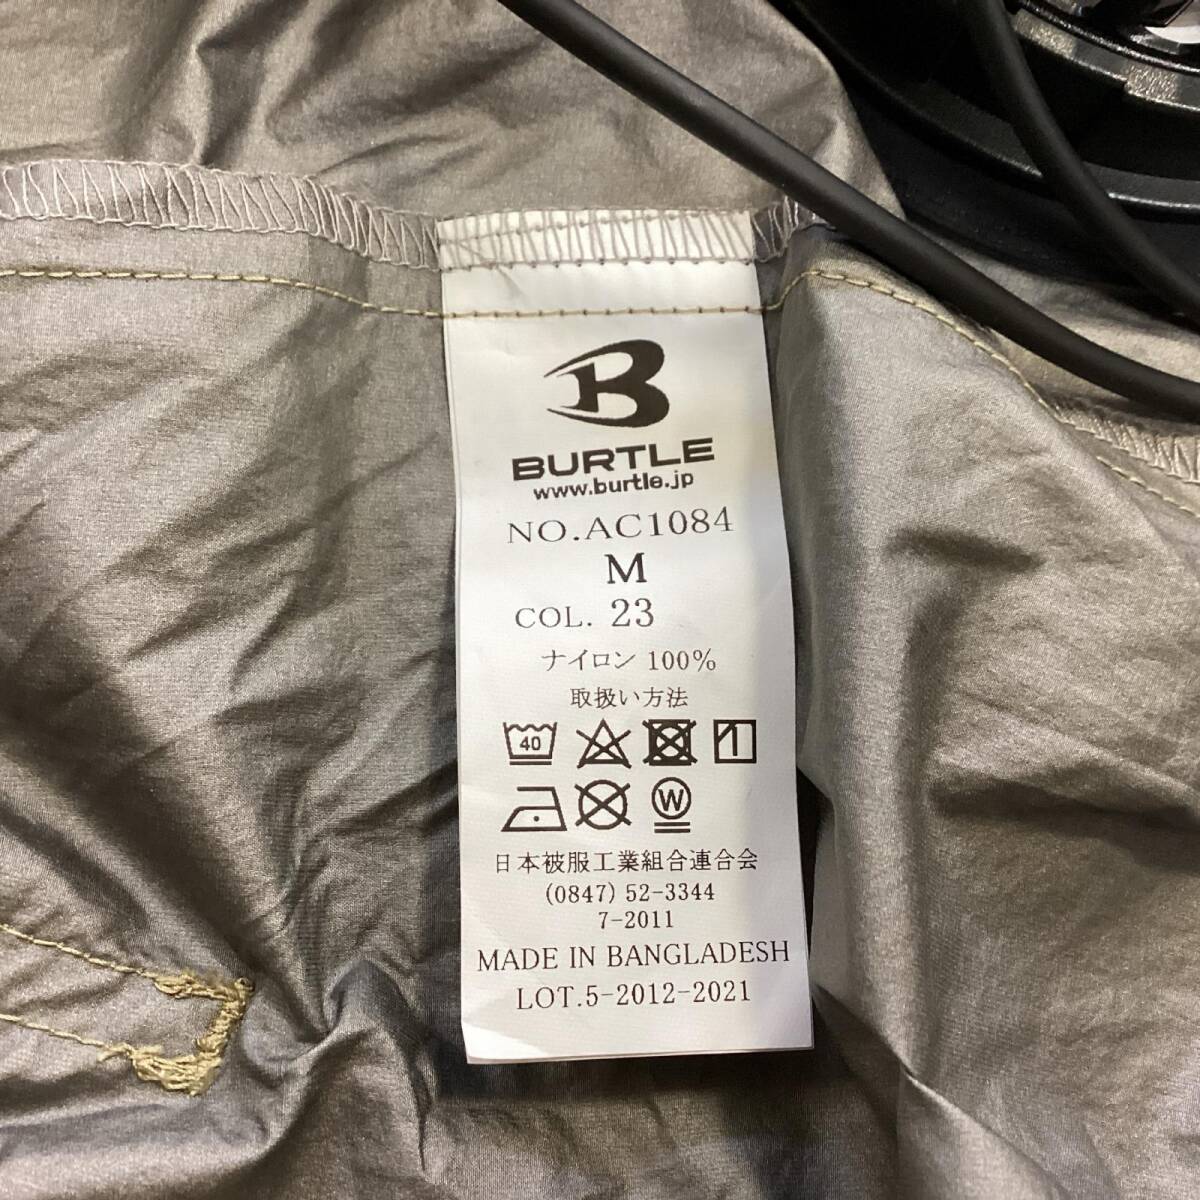 BURTLE
www.burtle.jp
NO.AC1084
M
COL. 23
ナイロン 100%
取扱い方法
40
W
日本被服工業組合連合会
(0847) 52-3344
7-2011
MADE IN BANGLADESH
LOT.5-2012-2021